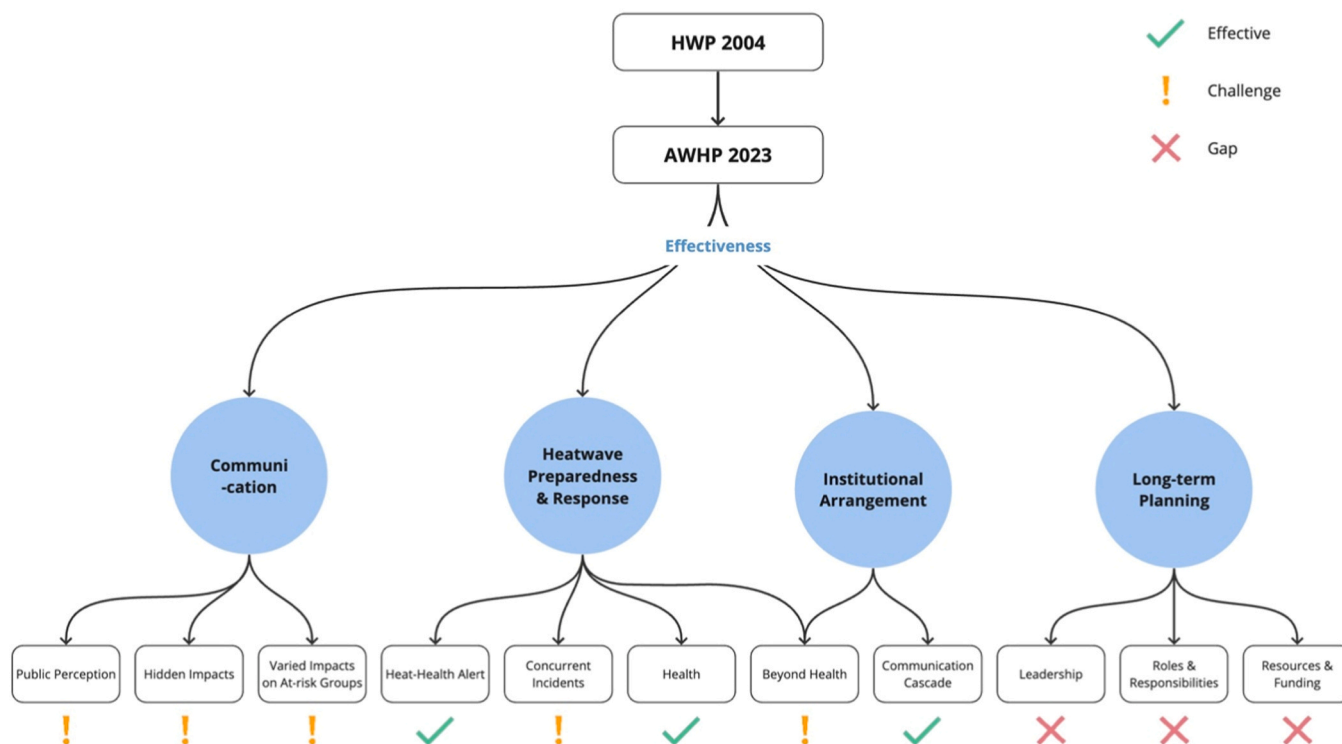 HWP 2004
Effective
Challenge
AWHP 2023
Gap
Effectiveness
Communi
-cation
Heatwave
Preparedness
& Response
Institutional
Arrangement
Long-term
Planning
Public Perception
Hidden Impacts
Varied Impacts
on At-risk Groups
Heat-Health Alert
Concurrent
Incidents
Health
Beyond Health
Communication
Cascade
Leadership
Roles &
Responsibilities
Resources &
Funding